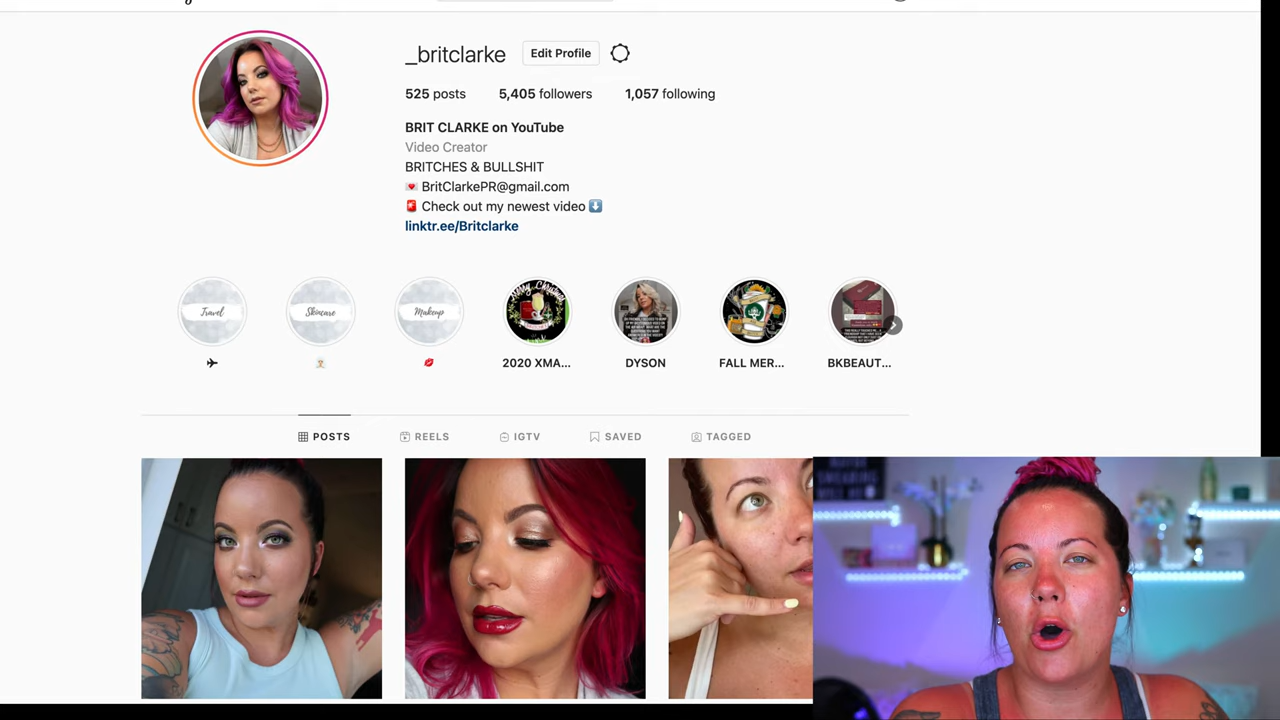 _britclarke Edit Profile
525 posts 5,405 followers 1,057 following
BRIT CLARKE on YouTube
Video Creator
BRITCHES & BULLSHIT
💌 BritClarkePR@gmail.com
🚨 Check out my newest video ⬇️
linktr.ee/Britclarke
Travel Skincare Makeup Merry Christmas
2020 XMA... DYSON FALL MER... BKBEAUT...
POSTS REELS IGTV SAVED TAGGED